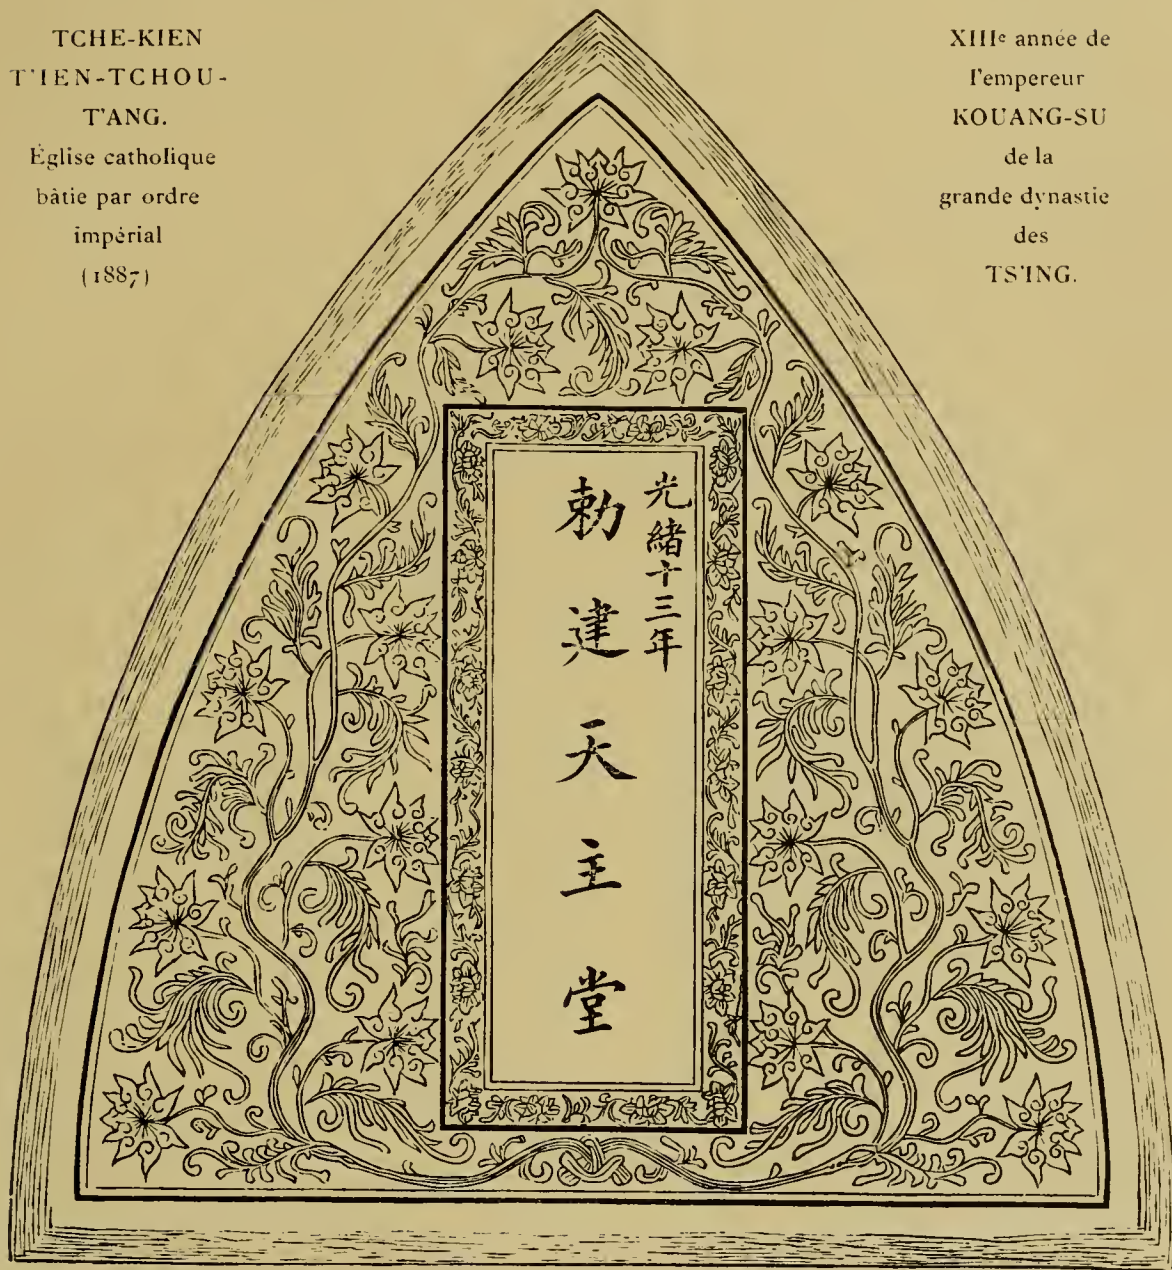 TCHE-KIEN
T'IEN-TCHOU-
T'ANG.
Église catholique
bâtie par ordre
impérial
(1887)
XIIIe année de
l'empereur
KOUANG-SU
de la
grande dynastie
des
TS'ING.
光緒十三年
勅建天主堂